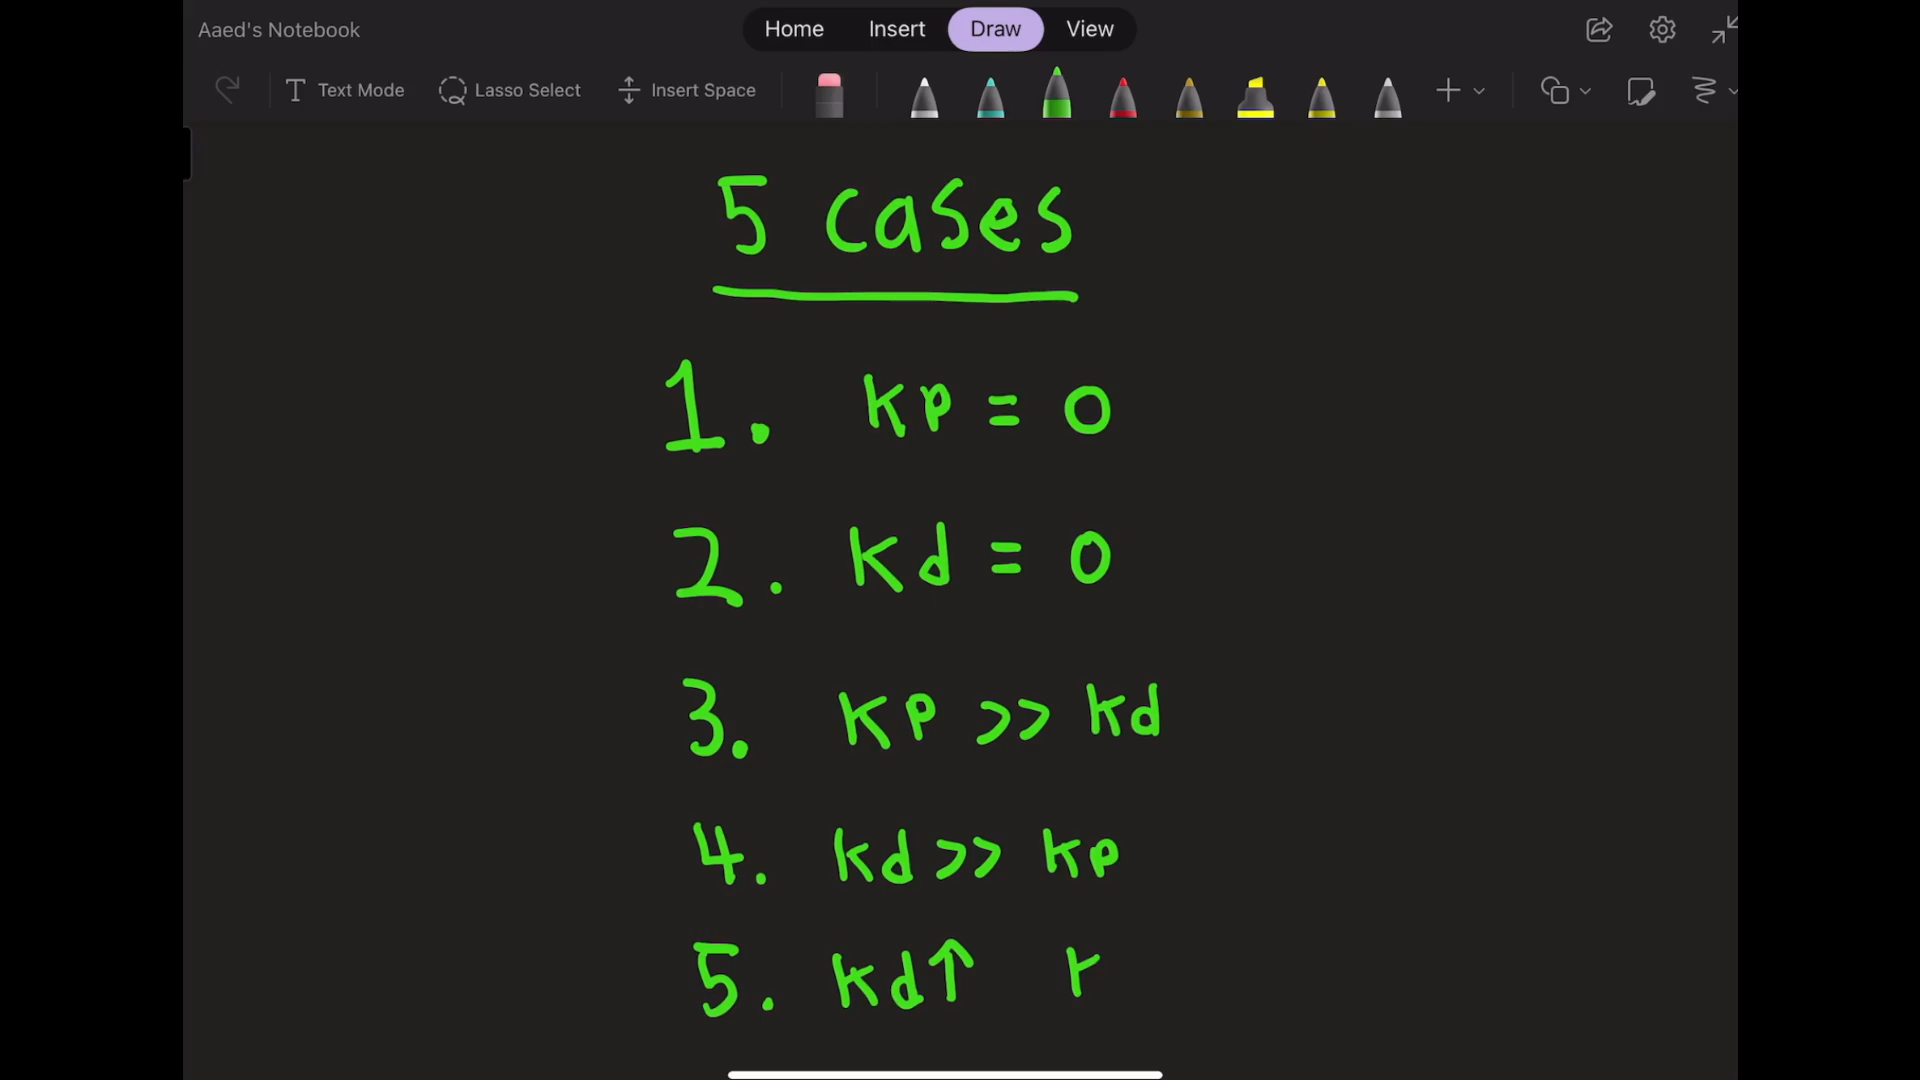 Aaed's Notebook
Home Insert Draw View
Text Mode Lasso Select Insert Space
5 cases
1. kp = 0
2. kd = 0
3. kp >> kd
4. kd >> kp
5. kd↑